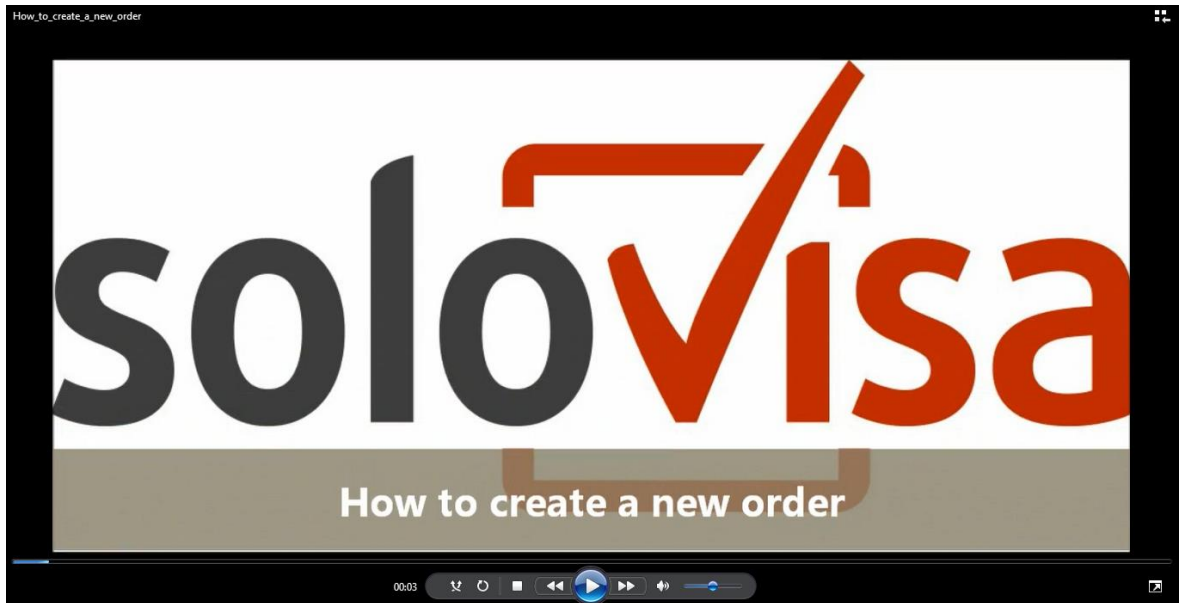 How_to_create_a_new_order
solovisa
How to create a new order
00:03